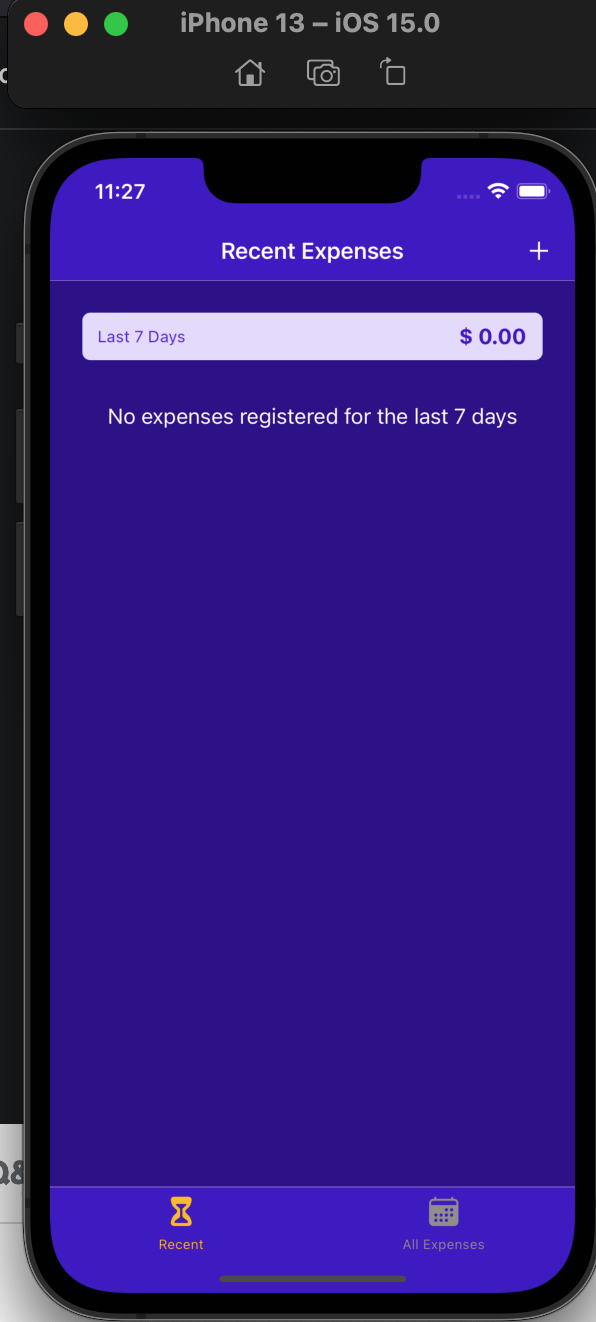 iPhone 13 – iOS 15.0
11:27
Recent Expenses
Last 7 Days $ 0.00
No expenses registered for the last 7 days
Recent All Expenses